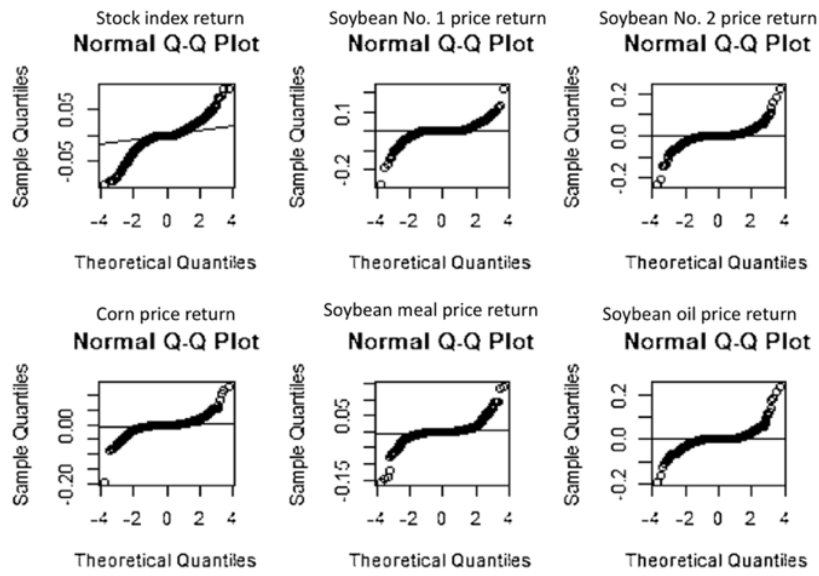 Stock index return
Normal Q-Q Plot
Sample Quantiles
0.05
-0.05
-4 -2 0 2 4
Theoretical Quantiles
Soybean No. 1 price return
Normal Q-Q Plot
Sample Quantiles
0.1
-0.2
-4 -2 0 2 4
Theoretical Quantiles
Soybean No. 2 price return
Normal Q-Q Plot
Sample Quantiles
0.2
0.0
-0.2
-4 -2 0 2 4
Theoretical Quantiles
Corn price return
Normal Q-Q Plot
Sample Quantiles
0.00
-0.20
-4 -2 0 2 4
Theoretical Quantiles
Soybean meal price return
Normal Q-Q Plot
Sample Quantiles
0.05
-0.15
-4 -2 0 2 4
Theoretical Quantiles
Soybean oil price return
Normal Q-Q Plot
Sample Quantiles
0.2
0.0
-0.2
-4 -2 0 2 4
Theoretical Quantiles